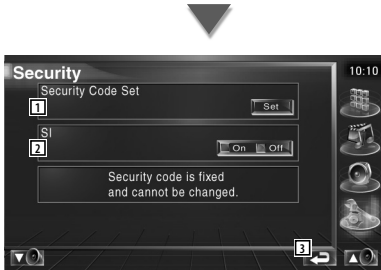 Security
10:10
Security Code Set
1
Set
SI
2
On Off
Security code is fixed
and cannot be changed.
3